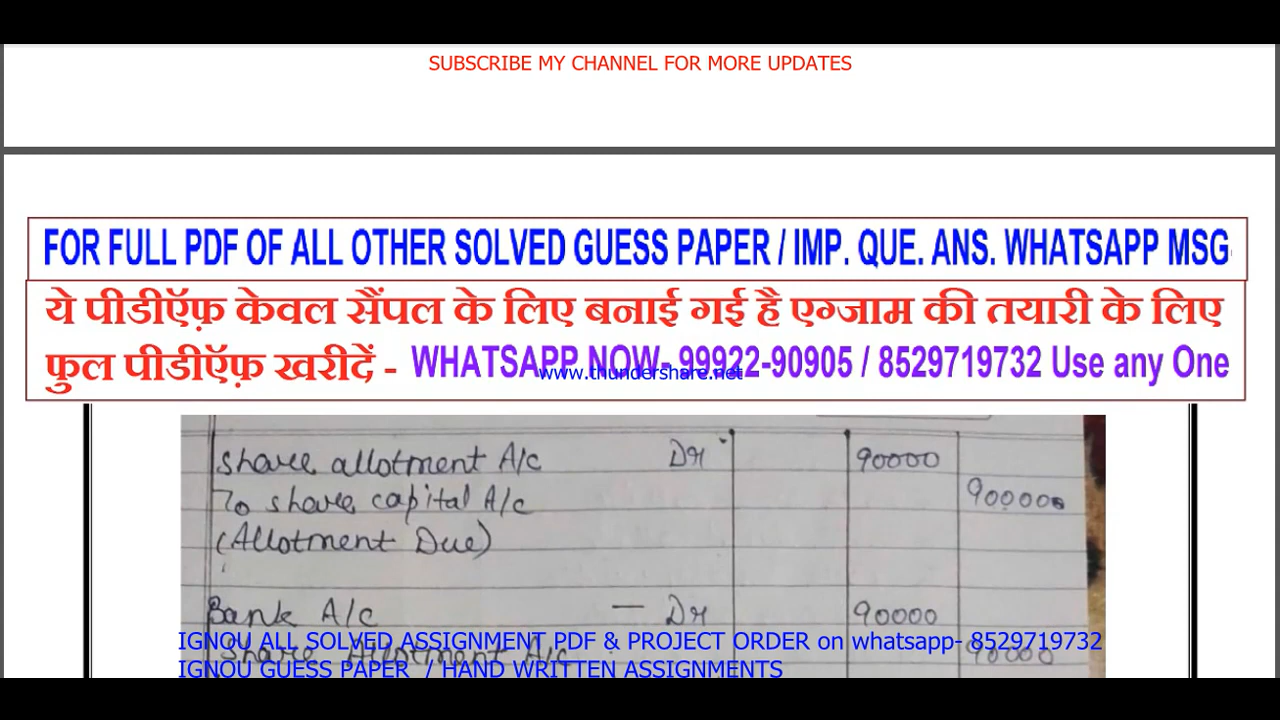 SUBSCRIBE MY CHANNEL FOR MORE UPDATES
FOR FULL PDF OF ALL OTHER SOLVED GUESS PAPER / IMP. QUE. ANS. WHATSAPP MSG
ये पीडीऍफ़ केवल सैंपल के लिए बनाई गई है एग्जाम की तयारी के लिए
फुल पीडीऍफ़ खरीदें - WHATSAPP NOW- 99922-90905 / 8529719732 Use any One
www.thundershare.net
Share allotment A/c Dr 90000
To share capital A/c 900000
(Allotment Due)
Bank A/c — Dr 90000
IGNOU ALL SOLVED ASSIGNMENT PDF & PROJECT ORDER on whatsapp- 8529719732
Share Allotment A/c 90000
IGNOU GUESS PAPER / HAND WRITTEN ASSIGNMENTS